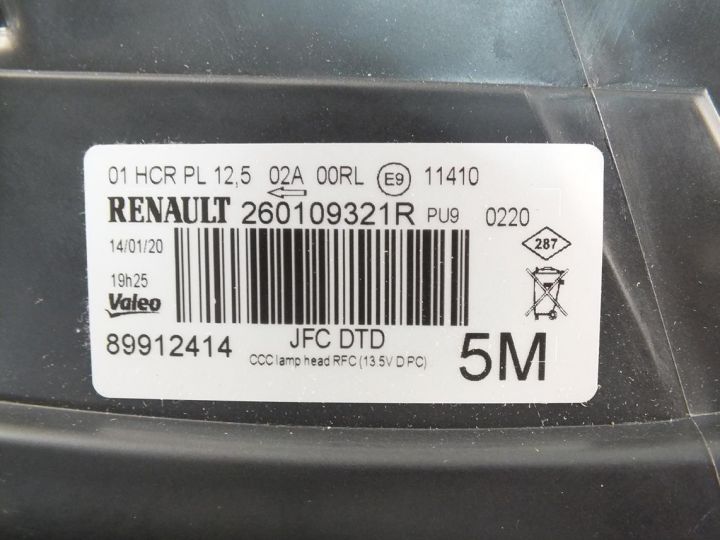 01 HCR PL 12,5 02A 00RL E9 11410
RENAULT 260109321R PU9 0220
14/01/20
287
19h25
Valeo
89912414
JFC DTD
CCC lamp head RFC (13.5V D PC)
5M